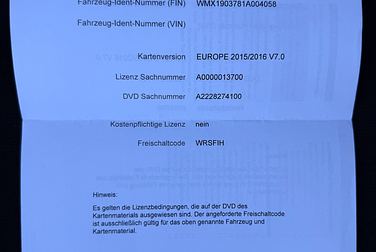 Fahrzeug-Ident-Nummer (FIN) WMX1903781A004058
Fahrzeug-Ident-Nummer (VIN)
Kartenversion EUROPE 2015/2016 V7.0
Lizenz Sachnummer A0000013700
DVD Sachnummer A2228274100
Kostenpflichtige Lizenz nein
Freischaltcode WRSFIH
Hinweis:
Es gelten die Lizenzbedingungen, die auf der DVD des
Kartenmaterials ausgewiesen sind. Der angeforderte Freischaltcode
ist ausschließlich gültig für das oben genannte Fahrzeug und
Kartenmaterial.